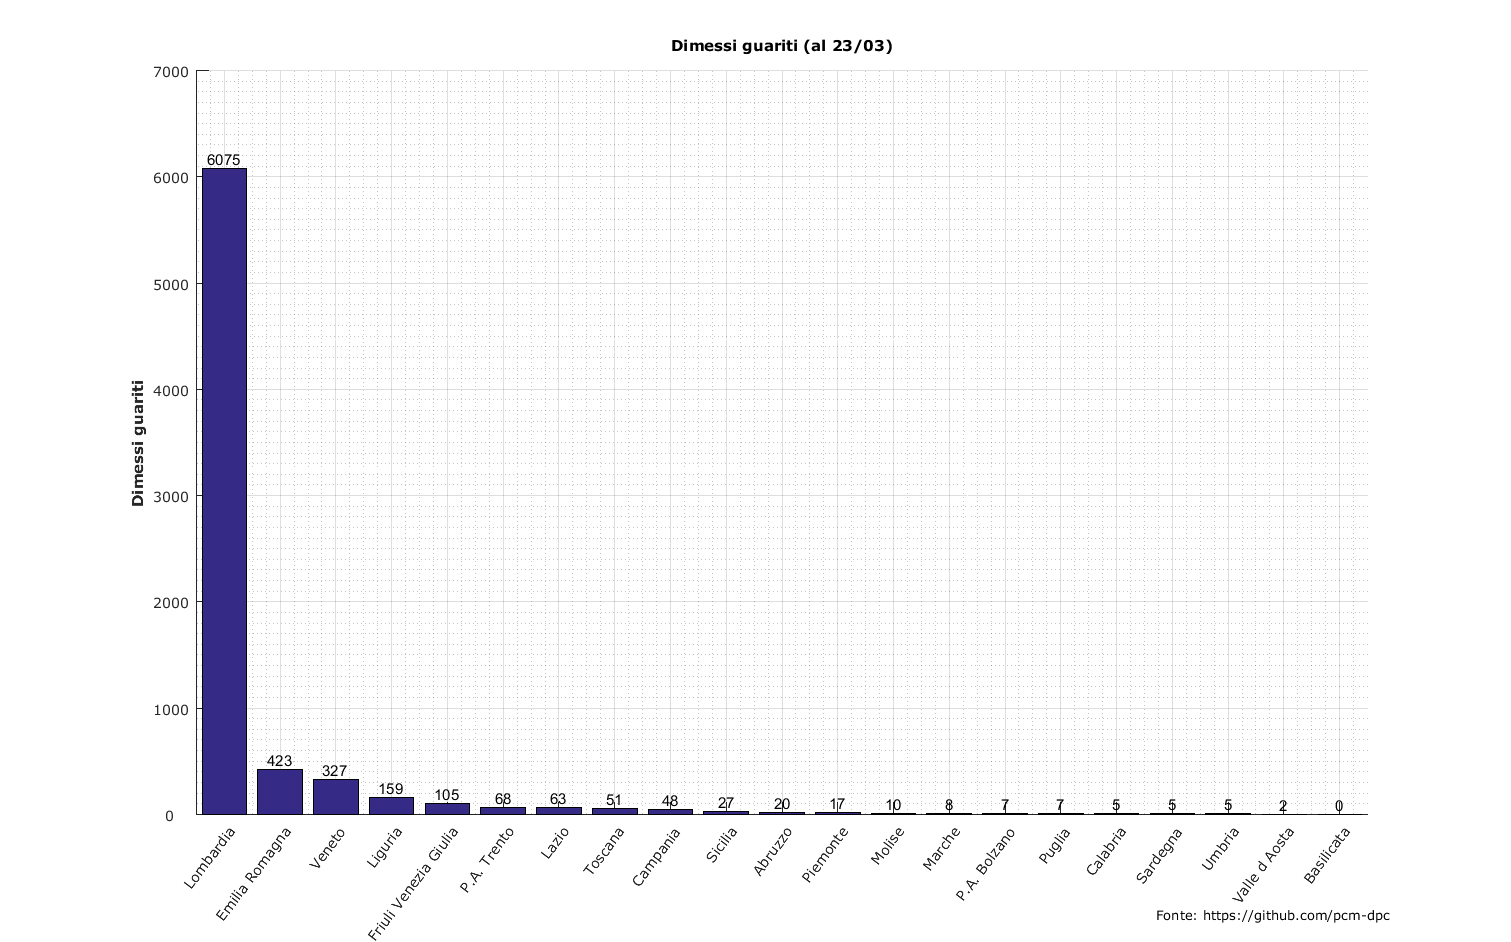 Dimessi guariti (al 23/03)
Dimessi guariti
7000
6000
5000
4000
3000
2000
1000
0
6075
423
327
159
105
68
63
51
48
27
20
17
10
8
7
7
5
5
5
2
0
Lombardia
Emilia Romagna
Veneto
Liguria
Friuli Venezia Giulia
P.A. Trento
Lazio
Toscana
Campania
Sicilia
Abruzzo
Piemonte
Molise
Marche
P.A. Bolzano
Puglia
Calabria
Sardegna
Umbria
Valle d Aosta
Basilicata
Fonte: https://github.com/pcm-dpc